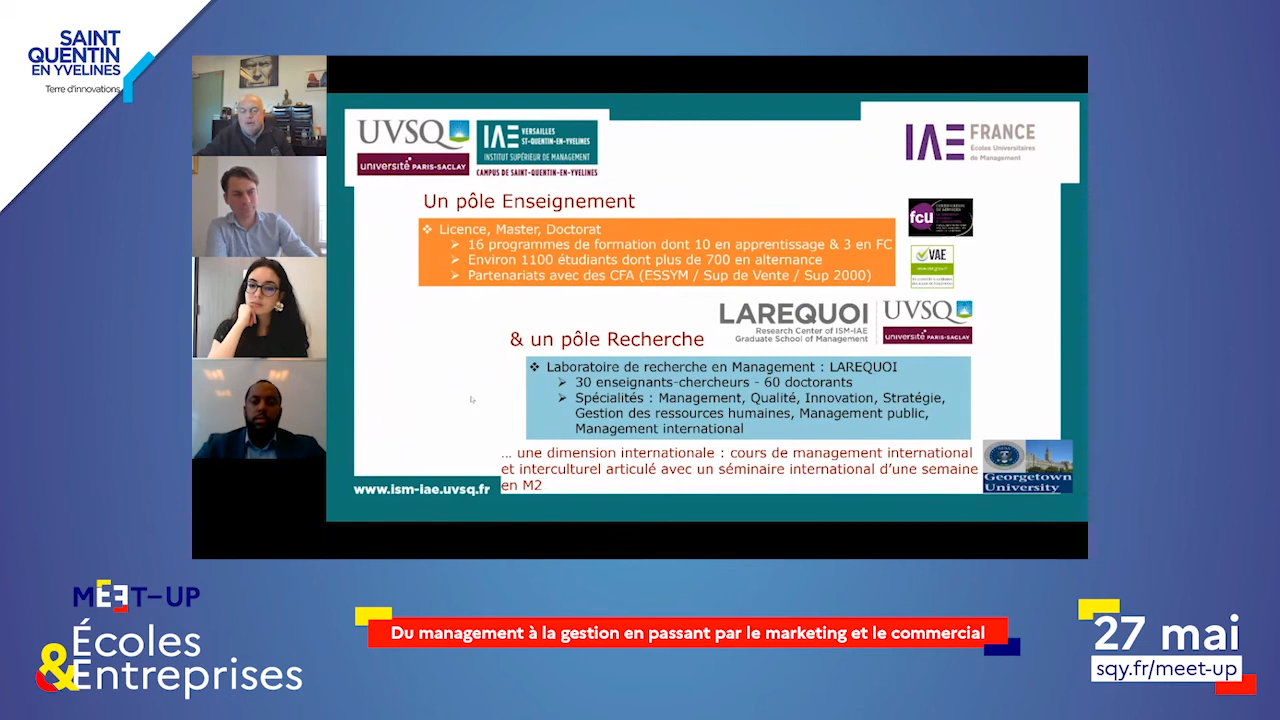 SAINT
QUENTIN
EN YVELINES
Terre d'innovations
UVSQ
université PARIS-SACLAY
IAE VERSAILLES
ST-QUENTIN-EN-YVELINES
INSTITUT SUPÉRIEUR DE MANAGEMENT
CAMPUS DE SAINT-QUENTIN-EN-YVELINES
IAE FRANCE
Écoles Universitaires
de Management
Un pôle Enseignement
❖ Licence, Master, Doctorat
➢ 16 programmes de formation dont 10 en apprentissage & 3 en FC
➢ Environ 1100 étudiants dont plus de 700 en alternance
➢ Partenariats avec des CFA (ESSYM / Sup de Vente / Sup 2000)
fcu
VAE
LAREQUOI
Research Center of ISM-IAE
Graduate School of Management
UVSQ
université PARIS-SACLAY
& un pôle Recherche
❖ Laboratoire de recherche en Management : LAREQUOI
➢ 30 enseignants-chercheurs - 60 doctorants
➢ Spécialités : Management, Qualité, Innovation, Stratégie,
Gestion des ressources humaines, Management public,
Management international
... une dimension internationale : cours de management international
et interculturel articulé avec un séminaire international d'une semaine
en M2
Georgetown
University
www.ism-iae.uvsq.fr
MEET-UP
Écoles
&Entreprises
Du management à la gestion en passant par le marketing et le commercial
27 mai
sqy.fr/meet-up